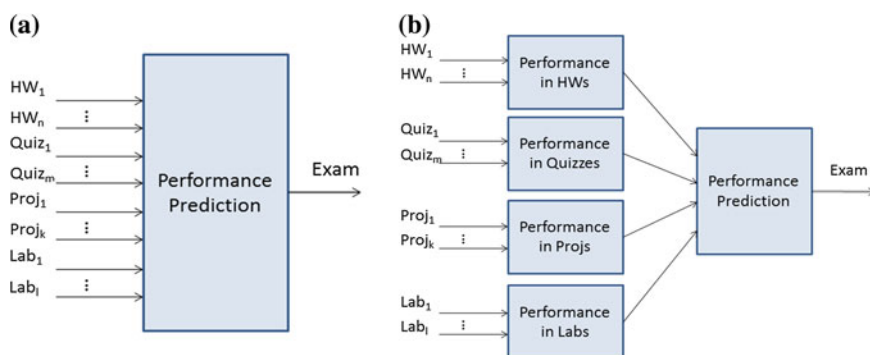 (a)
HW₁
⋮
HWₙ
Quiz₁
⋮
Quizₘ
Proj₁
⋮
Projₖ
Lab₁
⋮
Labₗ
Performance
Prediction
Exam
(b)
HW₁
HWₙ ⋮
Performance
in HWs
Quiz₁
Quizₘ ⋮
Performance
in Quizzes
Proj₁
Projₖ ⋮
Performance
in Projs
Lab₁
Labₗ ⋮
Performance
in Labs
Performance
Prediction
Exam